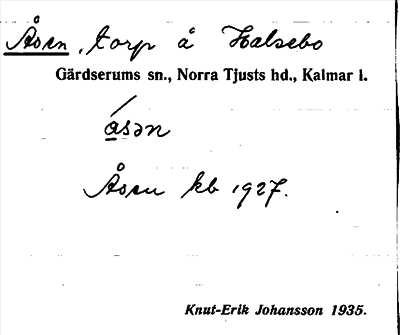 Åsen, torp å Halsebo
Gärdserums sn., Norra Tjusts hd., Kalmar l.
ásən
Åsen kb 1927.
Knut-Erik Johansson 1935.